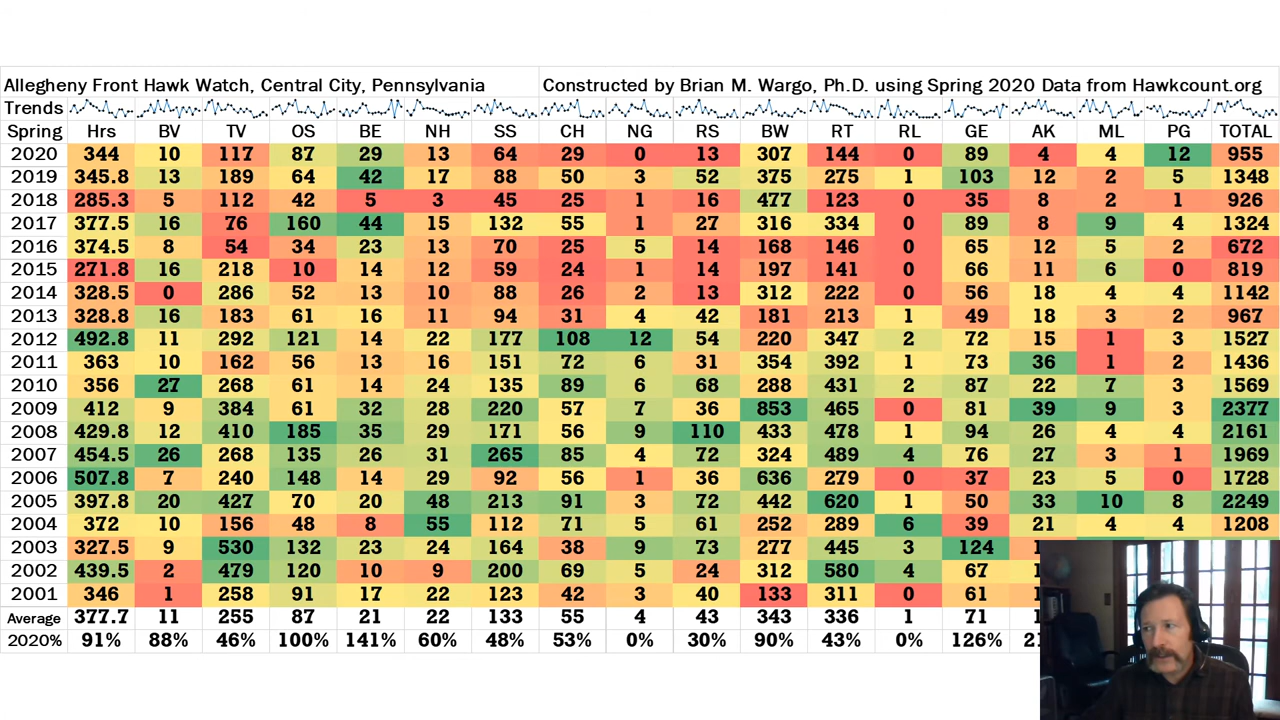 Allegheny Front Hawk Watch, Central City, Pennsylvania Constructed by Brian M. Wargo, Ph.D. using Spring 2020 Data from Hawkcount.org
Trends
Spring Hrs BV TV OS BE NH SS CH NG RS BW RT RL GE AK ML PG TOTAL
2020 344 10 117 87 29 13 64 29 0 13 307 144 0 89 4 4 12 955
2019 345.8 13 189 64 42 17 88 50 3 52 375 275 1 103 12 2 5 1348
2018 285.3 5 112 42 5 3 45 25 1 16 477 123 0 35 8 2 1 926
2017 377.5 16 76 160 44 15 132 55 1 27 316 334 0 89 8 9 4 1324
2016 374.5 8 54 34 23 13 70 25 5 14 168 146 0 65 12 5 2 672
2015 271.8 16 218 10 14 12 59 24 1 14 197 141 0 66 11 6 0 819
2014 328.5 0 286 52 13 10 88 26 2 13 312 222 0 56 18 4 4 1142
2013 328.8 16 183 61 16 11 94 31 4 42 181 213 2 49 18 3 2 967
2012 492.8 11 292 121 14 22 177 108 12 54 220 347 2 72 15 1 3 1527
2011 363 10 162 56 13 16 151 72 6 31 354 392 1 73 36 1 2 1436
2010 356 27 268 61 14 24 135 89 6 68 288 431 2 87 22 7 3 1569
2009 412 9 384 61 32 28 220 57 7 36 853 465 0 81 39 9 3 2377
2008 429.8 12 410 185 35 29 171 56 9 110 433 478 1 94 26 4 4 2161
2007 454.5 26 268 135 26 31 265 85 4 72 324 489 4 76 27 3 1 1969
2006 507.8 7 240 148 14 29 92 56 1 36 636 279 0 37 23 5 0 1728
2005 397.8 20 427 70 20 48 213 91 3 72 442 620 1 50 33 10 8 2249
2004 372 10 156 48 8 55 112 71 5 61 252 289 6 39 21 4 4 1208
2003 327.5 9 530 132 23 24 164 38 9 73 277 445 3 124
2002 439.5 2 479 120 10 9 200 69 5 24 312 580 4 67
2001 346 1 258 91 17 22 123 42 3 40 133 311 0 61
Average 377.7 11 255 87 21 22 133 55 4 43 343 336 1 71
2020% 91% 88% 46% 100% 141% 60% 48% 53% 0% 30% 90% 43% 0% 126%